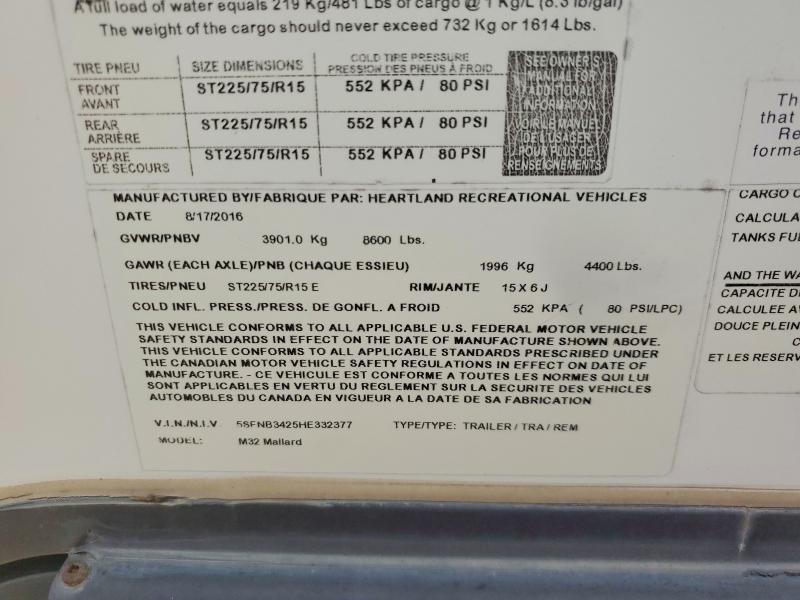 A full load of water equals 219 Kg/481 Lbs of cargo @ 1 Kg/L (8.3 lb/gal)
The weight of the cargo should never exceed 732 Kg or 1614 Lbs.
TIRE PNEU SIZE DIMENSIONS COLD TIRE PRESSURE
PRESSION DES PNEUS A FROID
FRONT
AVANT ST225/75/R15 552 KPA / 80 PSI
REAR
ARRIÈRE ST225/75/R15 552 KPA / 80 PSI
SPARE
DE SECOURS ST225/75/R15 552 KPA / 80 PSI
SEE OWNER'S
MANUAL FOR
ADDITIONAL
INFORMATION
VOIR LE MANUEL
DE L'USAGER
POUR PLUS DE
RENSEIGNEMENTS
MANUFACTURED BY/FABRIQUE PAR: HEARTLAND RECREATIONAL VEHICLES
DATE 8/17/2016
GVWR/PNBV 3901.0 Kg 8600 Lbs.
GAWR (EACH AXLE)/PNB (CHAQUE ESSIEU) 1996 Kg 4400 Lbs.
TIRES/PNEU ST225/75/R15 E RIM/JANTE 15 X 6 J
COLD INFL. PRESS./PRESS. DE GONFL. A FROID 552 KPA ( 80 PSI/LPC)
THIS VEHICLE CONFORMS TO ALL APPLICABLE U.S. FEDERAL MOTOR VEHICLE
SAFETY STANDARDS IN EFFECT ON THE DATE OF MANUFACTURE SHOWN ABOVE.
THIS VEHICLE CONFORMS TO ALL APPLICABLE STANDARDS PRESCRIBED UNDER
THE CANADIAN MOTOR VEHICLE SAFETY REGULATIONS IN EFFECT ON DATE OF
MANUFACTURE. - CE VEHICULE EST CONFORME A TOUTES LES NORMES QUI LUI
SONT APPLICABLES EN VERTU DU REGLEMENT SUR LA SECURITE DES VEHICLES
AUTOMOBILES DU CANADA EN VIGUEUR A LA DATE DE SA FABRICATION
V.I.N./N.I.V. 5SFNB3425HE332377 TYPE/TYPE: TRAILER / TRA / REM
MODEL: M32 Mallard
Th
that
Re
forma
CARGO C
CALCULA
TANKS FUL
AND THE WA
CAPACITE D
CALCULEE AV
DOUCE PLEIN
C
ET LES RESERV